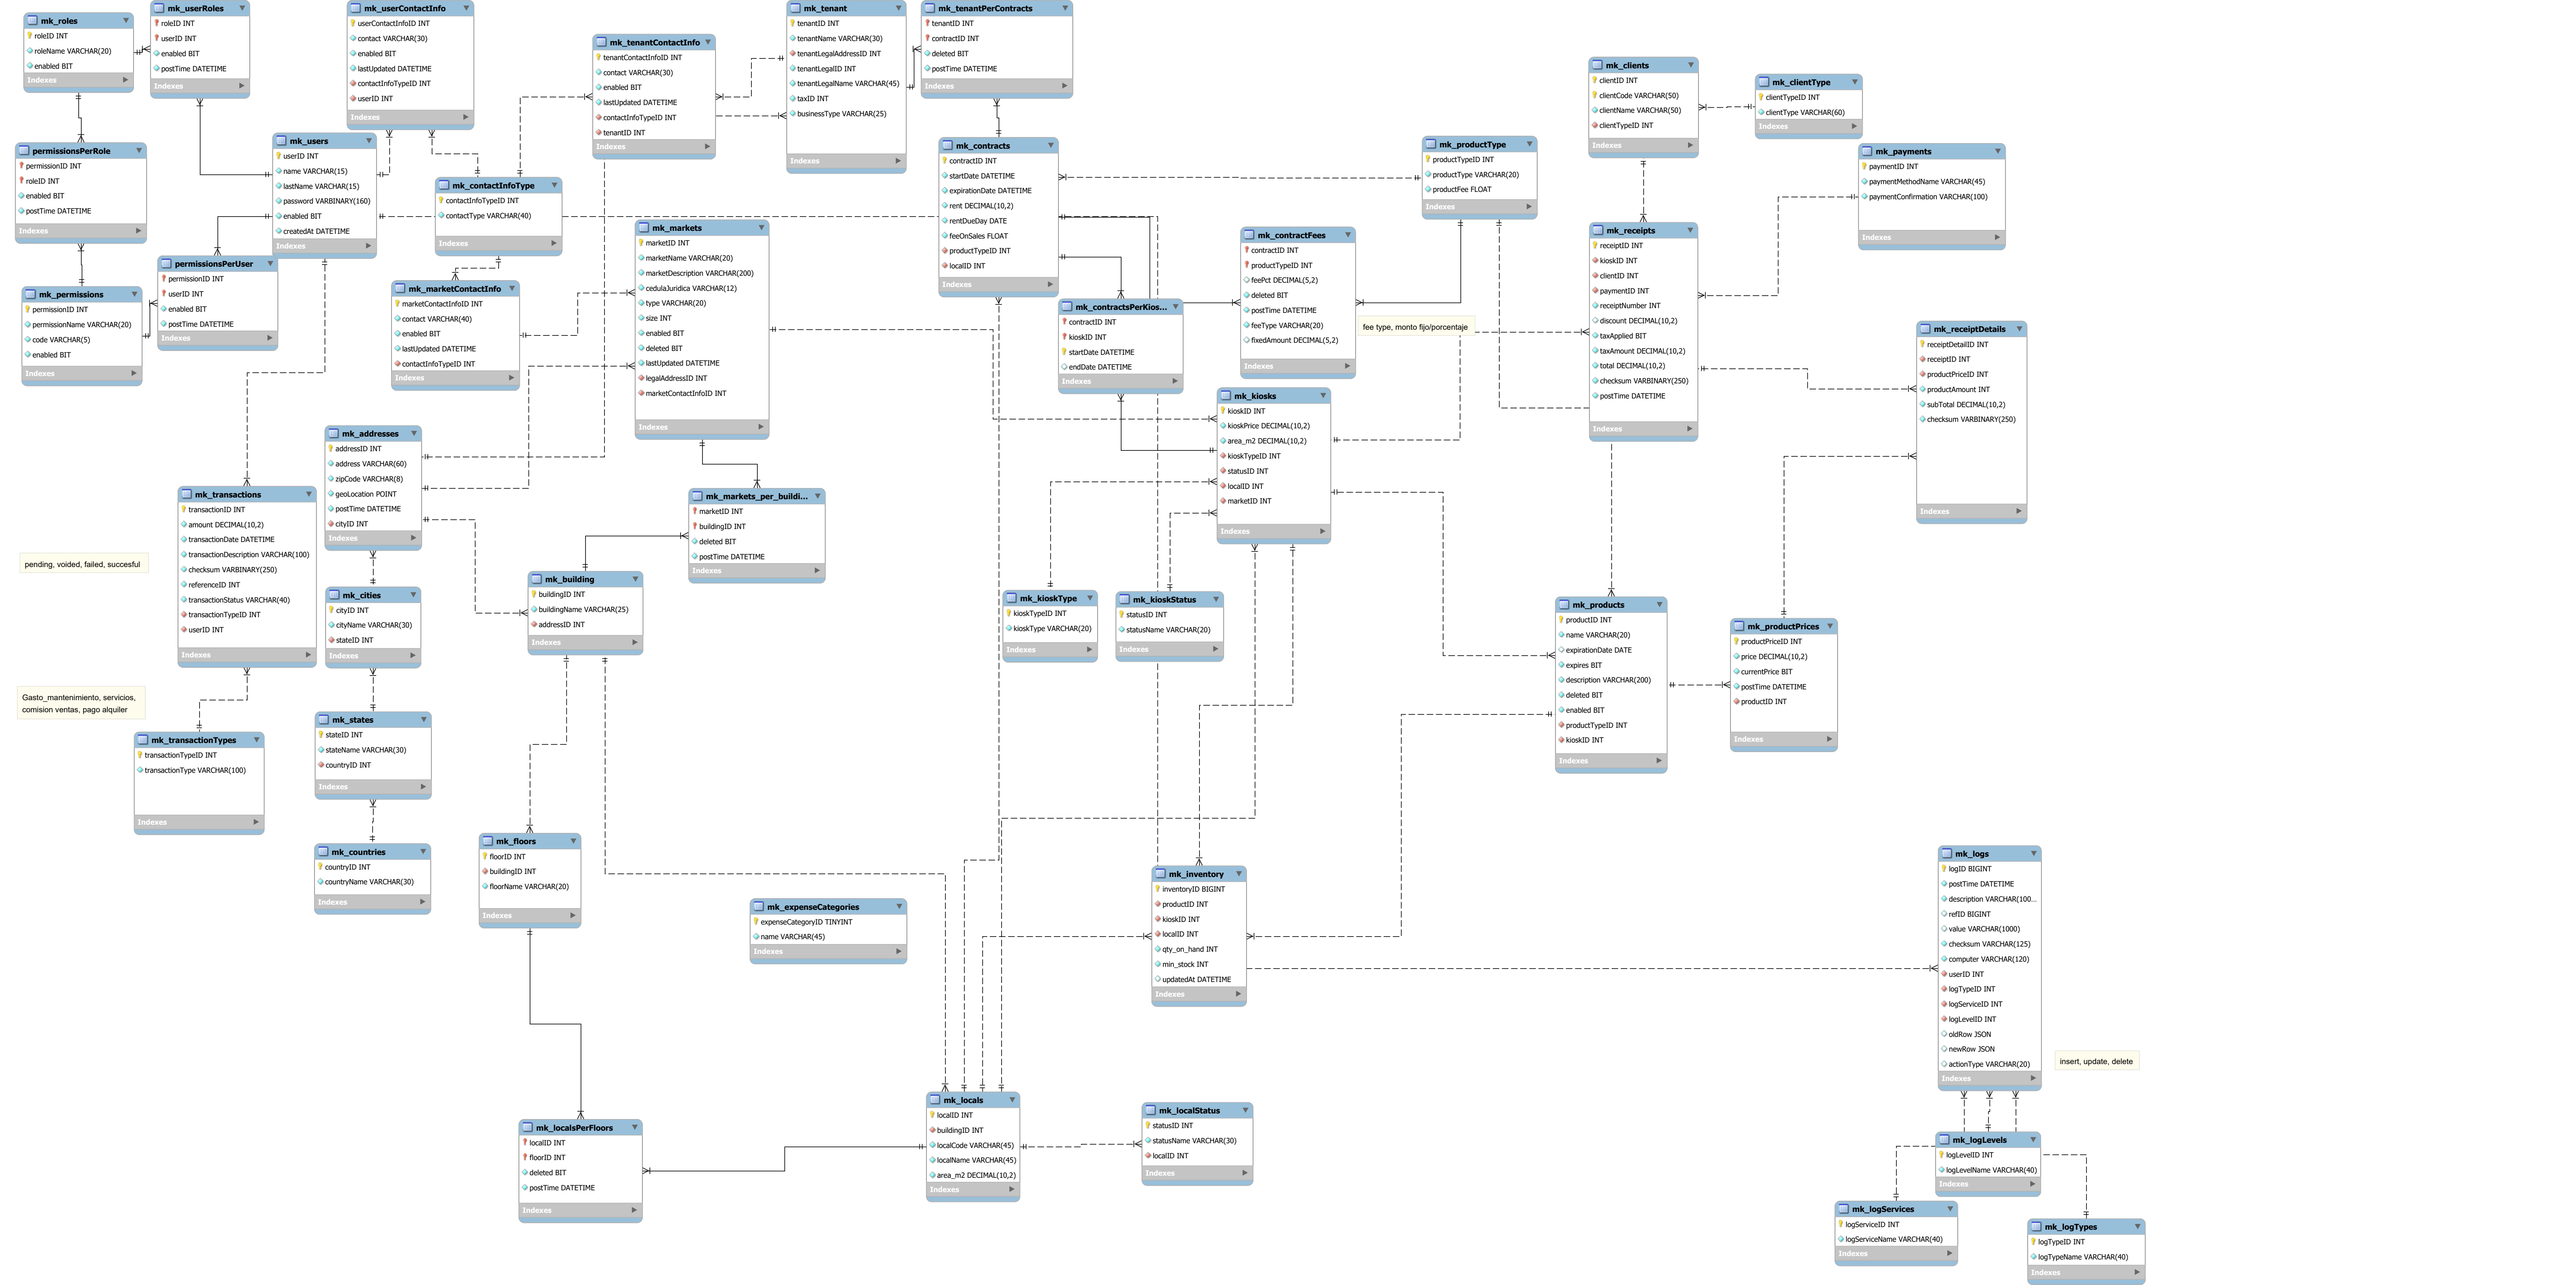 mk_roles
roleID INT
roleName VARCHAR(20)
enabled BIT
Indexes
mk_userRoles
roleID INT
userID INT
enabled BIT
postTime DATETIME
Indexes
mk_userContactInfo
userContactInfoID INT
contact VARCHAR(30)
enabled BIT
lastUpdated DATETIME
contactInfoTypeID INT
userID INT
Indexes
mk_tenantContactInfo
tenantContactInfoID INT
contact VARCHAR(30)
enabled BIT
lastUpdated DATETIME
contactInfoTypeID INT
tenantID INT
Indexes
mk_tenant
tenantID INT
tenantName VARCHAR(30)
tenantLegalAddressID INT
tenantLegalID INT
tenantLegalName VARCHAR(45)
taxID INT
businessType VARCHAR(25)
Indexes
mk_tenantPerContracts
tenantID INT
contractID INT
deleted BIT
postTime DATETIME
Indexes
mk_clients
clientID INT
clientCode VARCHAR(50)
clientName VARCHAR(50)
clientTypeID INT
Indexes
mk_clientType
clientTypeID INT
clientType VARCHAR(60)
Indexes
permissionsPerRole
permissionID INT
roleID INT
enabled BIT
postTime DATETIME
Indexes
mk_users
userID INT
name VARCHAR(15)
lastName VARCHAR(15)
password VARBINARY(160)
enabled BIT
createdAt DATETIME
Indexes
mk_contactInfoType
contactInfoTypeID INT
contactType VARCHAR(40)
Indexes
mk_contracts
contractID INT
startDate DATETIME
expirationDate DATETIME
rent DECIMAL(10,2)
rentDueDay DATE
feeOnSales FLOAT
productTypeID INT
localID INT
Indexes
mk_productType
productTypeID INT
productType VARCHAR(20)
productFee FLOAT
Indexes
mk_payments
paymentID INT
paymentMethodName VARCHAR(45)
paymentConfirmation VARCHAR(100)
Indexes
mk_permissions
permissionID INT
permissionName VARCHAR(20)
code VARCHAR(5)
enabled BIT
Indexes
permissionsPerUser
permissionID INT
userID INT
enabled BIT
postTime DATETIME
Indexes
mk_marketContactInfo
marketContactInfoID INT
contact VARCHAR(40)
enabled BIT
lastUpdated DATETIME
contactInfoTypeID INT
Indexes
mk_markets
marketID INT
marketName VARCHAR(20)
marketDescription VARCHAR(200)
cedulaJuridica VARCHAR(12)
type VARCHAR(20)
size INT
enabled BIT
deleted BIT
lastUpdated DATETIME
legalAddressID INT
marketContactInfoID INT
Indexes
mk_contractsPerKios...
contractID INT
kioskID INT
startDate DATETIME
endDate DATETIME
Indexes
mk_contractFees
contractID INT
productTypeID INT
feePct DECIMAL(5,2)
deleted BIT
postTime DATETIME
feeType VARCHAR(20)
fixedAmount DECIMAL(5,2)
Indexes
fee type, monto fijo/porcentaje
mk_receipts
receiptID INT
kioskID INT
clientID INT
paymentID INT
receiptNumber INT
discount DECIMAL(10,2)
taxApplied BIT
taxAmount DECIMAL(10,2)
total DECIMAL(10,2)
checksum VARBINARY(250)
postTime DATETIME
Indexes
mk_receiptDetails
receiptDetailID INT
receiptID INT
productPriceID INT
productAmount INT
subTotal DECIMAL(10,2)
checksum VARBINARY(250)
Indexes
mk_kiosks
kioskID INT
kioskPrice DECIMAL(10,2)
area_m2 DECIMAL(10,2)
kioskTypeID INT
statusID INT
localID INT
marketID INT
Indexes
mk_addresses
addressID INT
address VARCHAR(60)
zipCode VARCHAR(8)
geoLocation POINT
postTime DATETIME
cityID INT
Indexes
mk_transactions
transactionID INT
amount DECIMAL(10,2)
transactionDate DATETIME
transactionDescription VARCHAR(100)
checksum VARBINARY(250)
referenceID INT
transactionStatus VARCHAR(40)
transactionTypeID INT
userID INT
Indexes
pending, voided, failed, succesful
mk_markets_per_buildi...
marketID INT
buildingID INT
deleted BIT
postTime DATETIME
Indexes
mk_cities
cityID INT
cityName VARCHAR(30)
stateID INT
Indexes
mk_building
buildingID INT
buildingName VARCHAR(25)
addressID INT
Indexes
mk_kioskType
kioskTypeID INT
kioskType VARCHAR(20)
Indexes
mk_kioskStatus
statusID INT
statusName VARCHAR(20)
Indexes
mk_products
productID INT
name VARCHAR(20)
expirationDate DATE
expires BIT
description VARCHAR(200)
deleted BIT
enabled BIT
productTypeID INT
kioskID INT
Indexes
mk_productPrices
productPriceID INT
price DECIMAL(10,2)
currentPrice BIT
postTime DATETIME
productID INT
Indexes
Gasto_mantenimiento, servicios,
comision ventas, pago alquiler
mk_transactionTypes
transactionTypeID INT
transactionType VARCHAR(100)
Indexes
mk_states
stateID INT
stateName VARCHAR(30)
countryID INT
Indexes
mk_countries
countryID INT
countryName VARCHAR(30)
Indexes
mk_floors
floorID INT
buildingID INT
floorName VARCHAR(20)
Indexes
mk_expenseCategories
expenseCategoryID TINYINT
name VARCHAR(45)
Indexes
mk_inventory
inventoryID BIGINT
productID INT
kioskID INT
localID INT
qty_on_hand INT
min_stock INT
updatedAt DATETIME
Indexes
mk_logs
logID BIGINT
postTime DATETIME
description VARCHAR(100...
refID BIGINT
value VARCHAR(1000)
checksum VARCHAR(125)
computer VARCHAR(120)
userID INT
logTypeID INT
logServiceID INT
logLevelID INT
oldRow JSON
newRow JSON
actionType VARCHAR(20)
Indexes
insert, update, delete
mk_localsPerFloors
localID INT
floorID INT
deleted BIT
postTime DATETIME
Indexes
mk_locals
localID INT
buildingID INT
localCode VARCHAR(45)
localName VARCHAR(45)
area_m2 DECIMAL(10,2)
Indexes
mk_localStatus
statusID INT
statusName VARCHAR(30)
localID INT
Indexes
mk_logLevels
logLevelID INT
logLevelName VARCHAR(40)
Indexes
mk_logServices
logServiceID INT
logServiceName VARCHAR(40)
Indexes
mk_logTypes
logTypeID INT
logTypeName VARCHAR(40)
Indexes